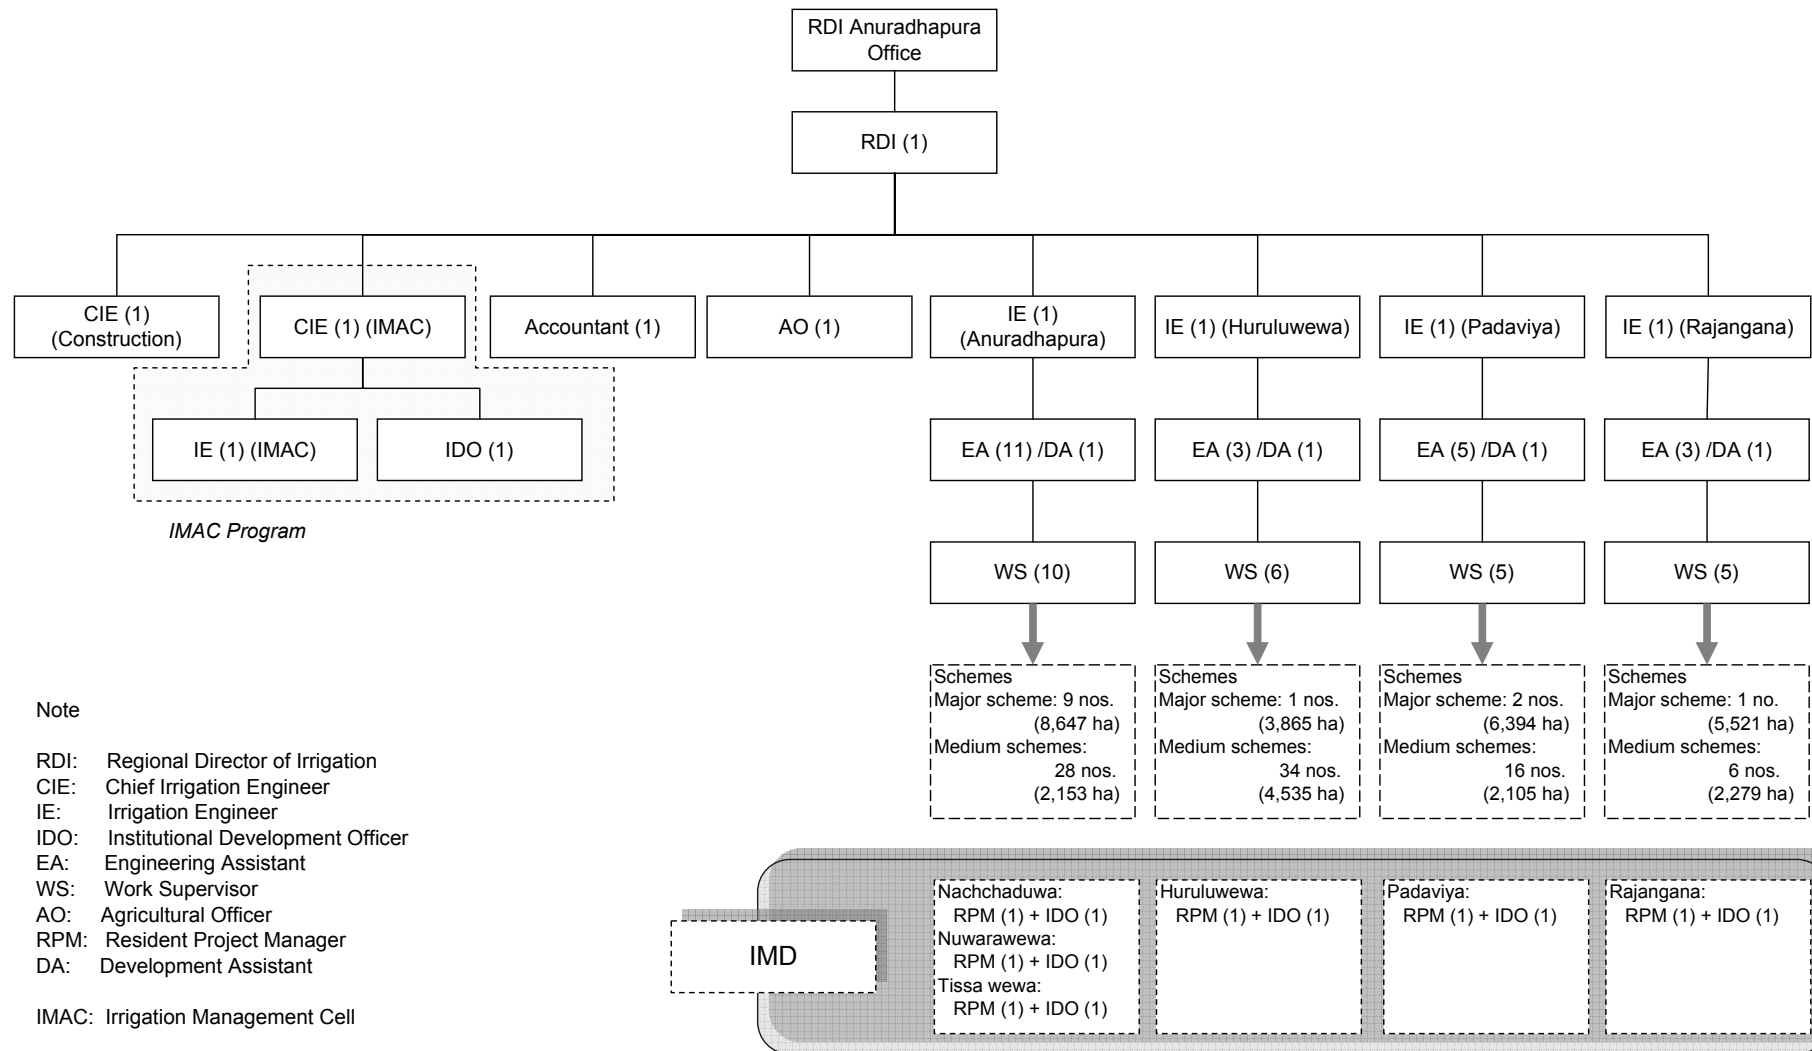 RDI Anuradhapura
Office
RDI (1)
CIE (1)
(Construction)
CIE (1) (IMAC)
Accountant (1)
AO (1)
IE (1)
(Anuradhapura)
IE (1) (Huruluwewa)
IE (1) (Padaviya)
IE (1) (Rajangana)
IE (1) (IMAC)
IDO (1)
EA (11) /DA (1)
EA (3) /DA (1)
EA (5) /DA (1)
EA (3) /DA (1)
IMAC Program
WS (10)
WS (6)
WS (5)
WS (5)
Schemes
Major scheme: 9 nos.
(8,647 ha)
Medium schemes:
28 nos.
(2,153 ha)
Schemes
Major scheme: 1 nos.
(3,865 ha)
Medium schemes:
34 nos.
(4,535 ha)
Schemes
Major scheme: 2 nos.
(6,394 ha)
Medium schemes:
16 nos.
(2,105 ha)
Schemes
Major scheme: 1 no.
(5,521 ha)
Medium schemes:
6 nos.
(2,279 ha)
Note
RDI: Regional Director of Irrigation
CIE: Chief Irrigation Engineer
IE: Irrigation Engineer
IDO: Institutional Development Officer
EA: Engineering Assistant
WS: Work Supervisor
AO: Agricultural Officer
RPM: Resident Project Manager
DA: Development Assistant
IMAC: Irrigation Management Cell
IMD
Nachchaduwa:
RPM (1) + IDO (1)
Nuwarawewa:
RPM (1) + IDO (1)
Tissa wewa:
RPM (1) + IDO (1)
Huruluwewa:
RPM (1) + IDO (1)
Padaviya:
RPM (1) + IDO (1)
Rajangana:
RPM (1) + IDO (1)